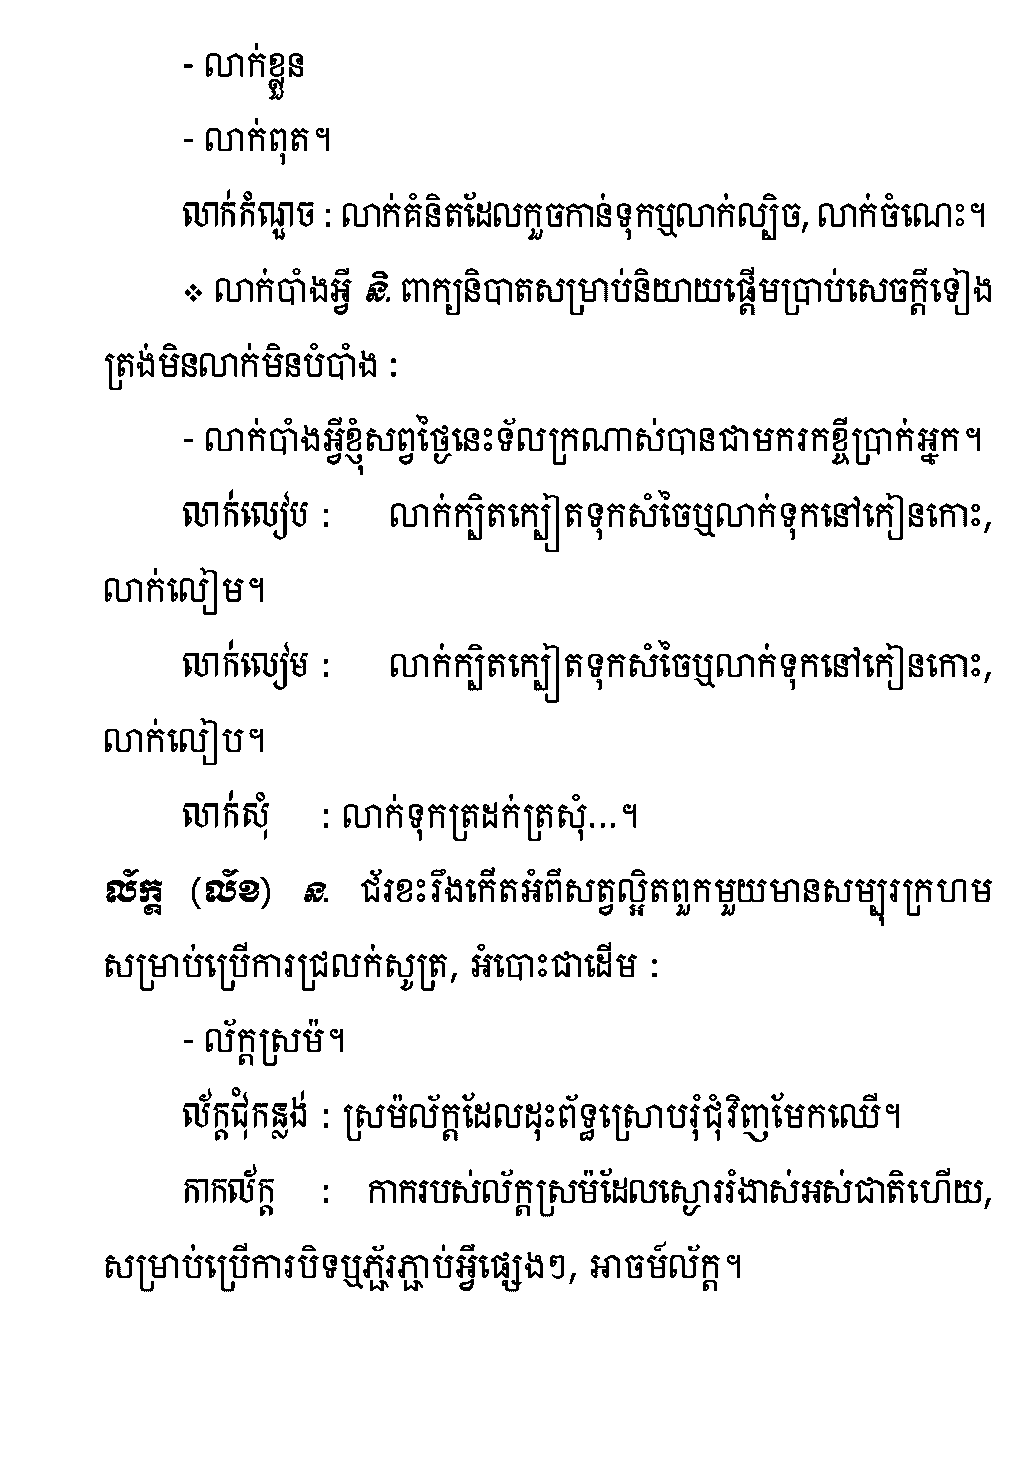 - លាក់ខ្លួន
- លាក់ពុត។
លាក់កំណួច : លាក់គំនិតដែលកួចកាន់ទុកឬលាក់ល្បិច, លាក់ចំណេះ។
❖ លាក់បាំងអ្វី និ. ពាក្យនិបាតសម្រាប់និយាយផ្ដើមប្រាប់សេចក្ដីទៀង
ត្រង់មិនលាក់មិនបំបាំង :
- លាក់បាំងអ្វីខ្ញុំសព្វថ្ងៃនេះទ័លក្រណាស់បានជាមករកខ្ចីប្រាក់អ្នក។
លាក់លៀប : លាក់ក្បិតក្បៀតទុកសំចៃឬលាក់ទុកនៅកៀនកោះ,
លាក់លៀម។
លាក់លៀម : លាក់ក្បិតក្បៀតទុកសំចៃឬលាក់ទុកនៅកៀនកោះ,
លាក់លៀប។
លាក់សុំ : លាក់ទុកត្រដក់ត្រសុំ...។
ល័ក្ដ (ល័ខ) ន. ជ័រខះរឹងកើតអំពីសត្វល្អិតពួកមួយមានសម្បុរក្រហម
សម្រាប់ប្រើការជ្រលក់សូត្រ, អំបោះជាដើម :
- ល័ក្ដស្រម៉។
ល័ក្ដជុំកន្លង់ : ស្រម៉ល័ក្ដដែលដុះព័ទ្ធស្រោបរុំជុំវិញមែកឈើ។
កាកល័ក្ដ : កាករបស់ល័ក្ដស្រម៉ដែលស្ងោររំងាស់អស់ជាតិហើយ,
សម្រាប់ប្រើការបិទឬភ្ជ័រភ្ជាប់អ្វីផ្សេងៗ, អាចម៍ល័ក្ដ។